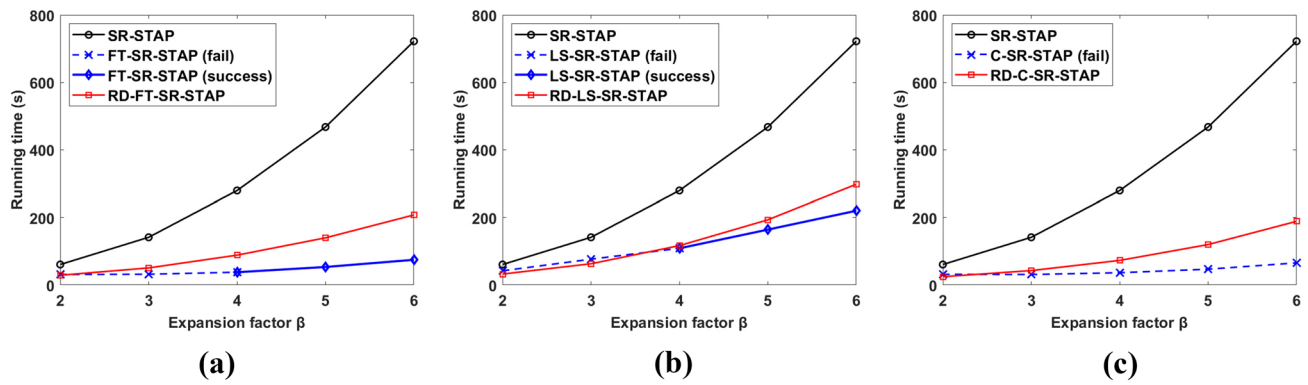 800
600
400
200
0
Running time (s)
SR-STAP
FT-SR-STAP (fail)
FT-SR-STAP (success)
RD-FT-SR-STAP
2 3 4 5 6
Expansion factor β
(a)
800
600
400
200
0
Running time (s)
SR-STAP
LS-SR-STAP (fail)
LS-SR-STAP (success)
RD-LS-SR-STAP
2 3 4 5 6
Expansion factor β
(b)
800
600
400
200
0
Running time (s)
SR-STAP
C-SR-STAP (fail)
RD-C-SR-STAP
2 3 4 5 6
Expansion factor β
(c)